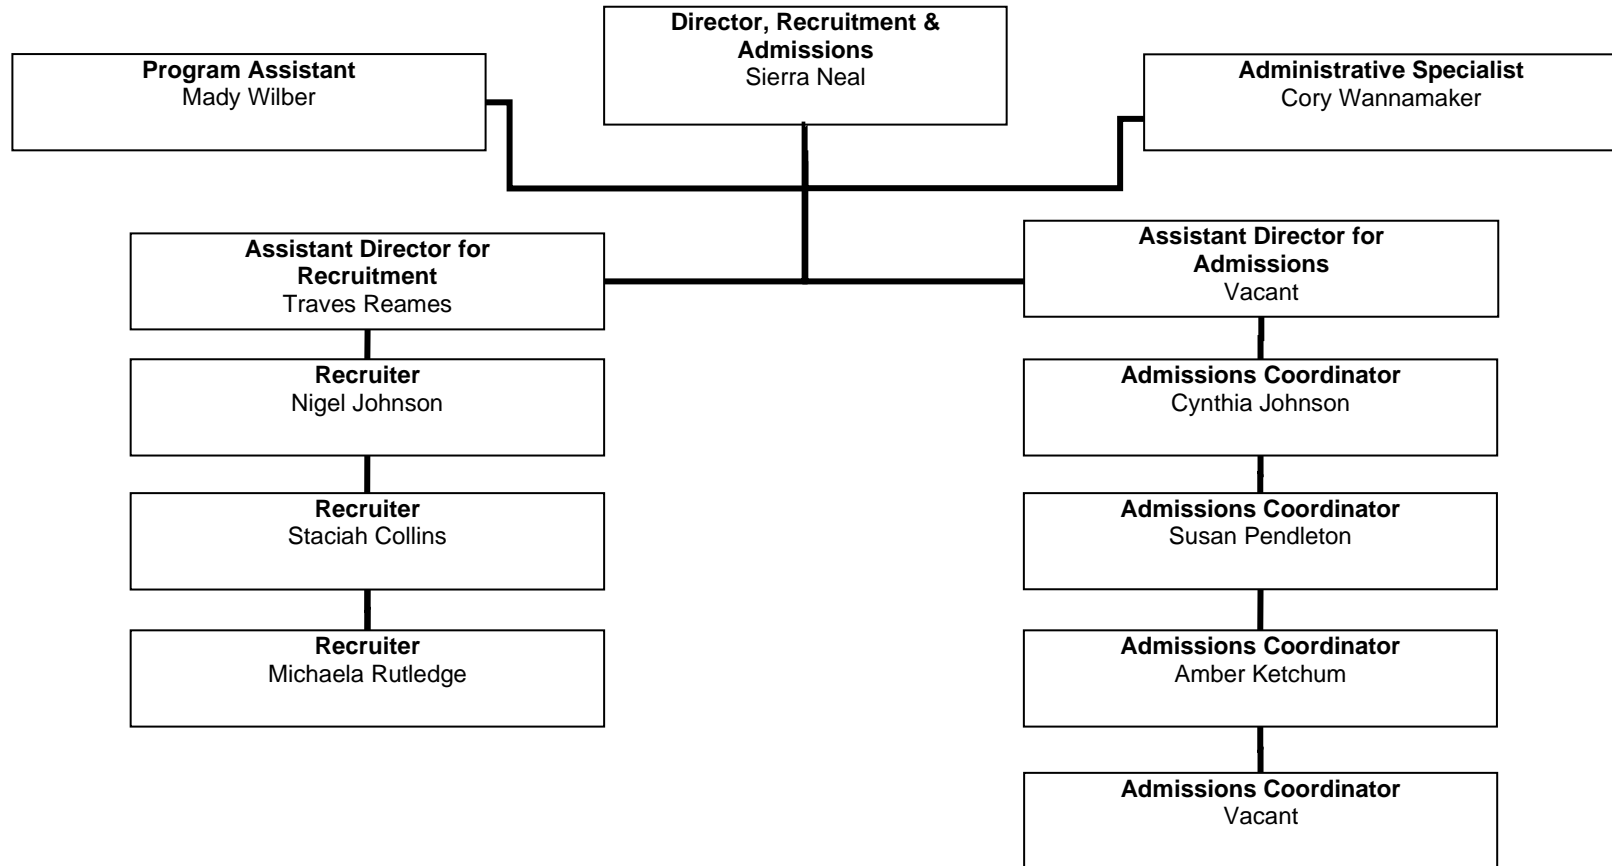 Director, Recruitment &
Admissions
Sierra Neal
Program Assistant
Mady Wilber
Administrative Specialist
Cory Wannamaker
Assistant Director for
Recruitment
Traves Reames
Assistant Director for
Admissions
Vacant
Recruiter
Nigel Johnson
Admissions Coordinator
Cynthia Johnson
Recruiter
Staciah Collins
Admissions Coordinator
Susan Pendleton
Recruiter
Michaela Rutledge
Admissions Coordinator
Amber Ketchum
Admissions Coordinator
Vacant